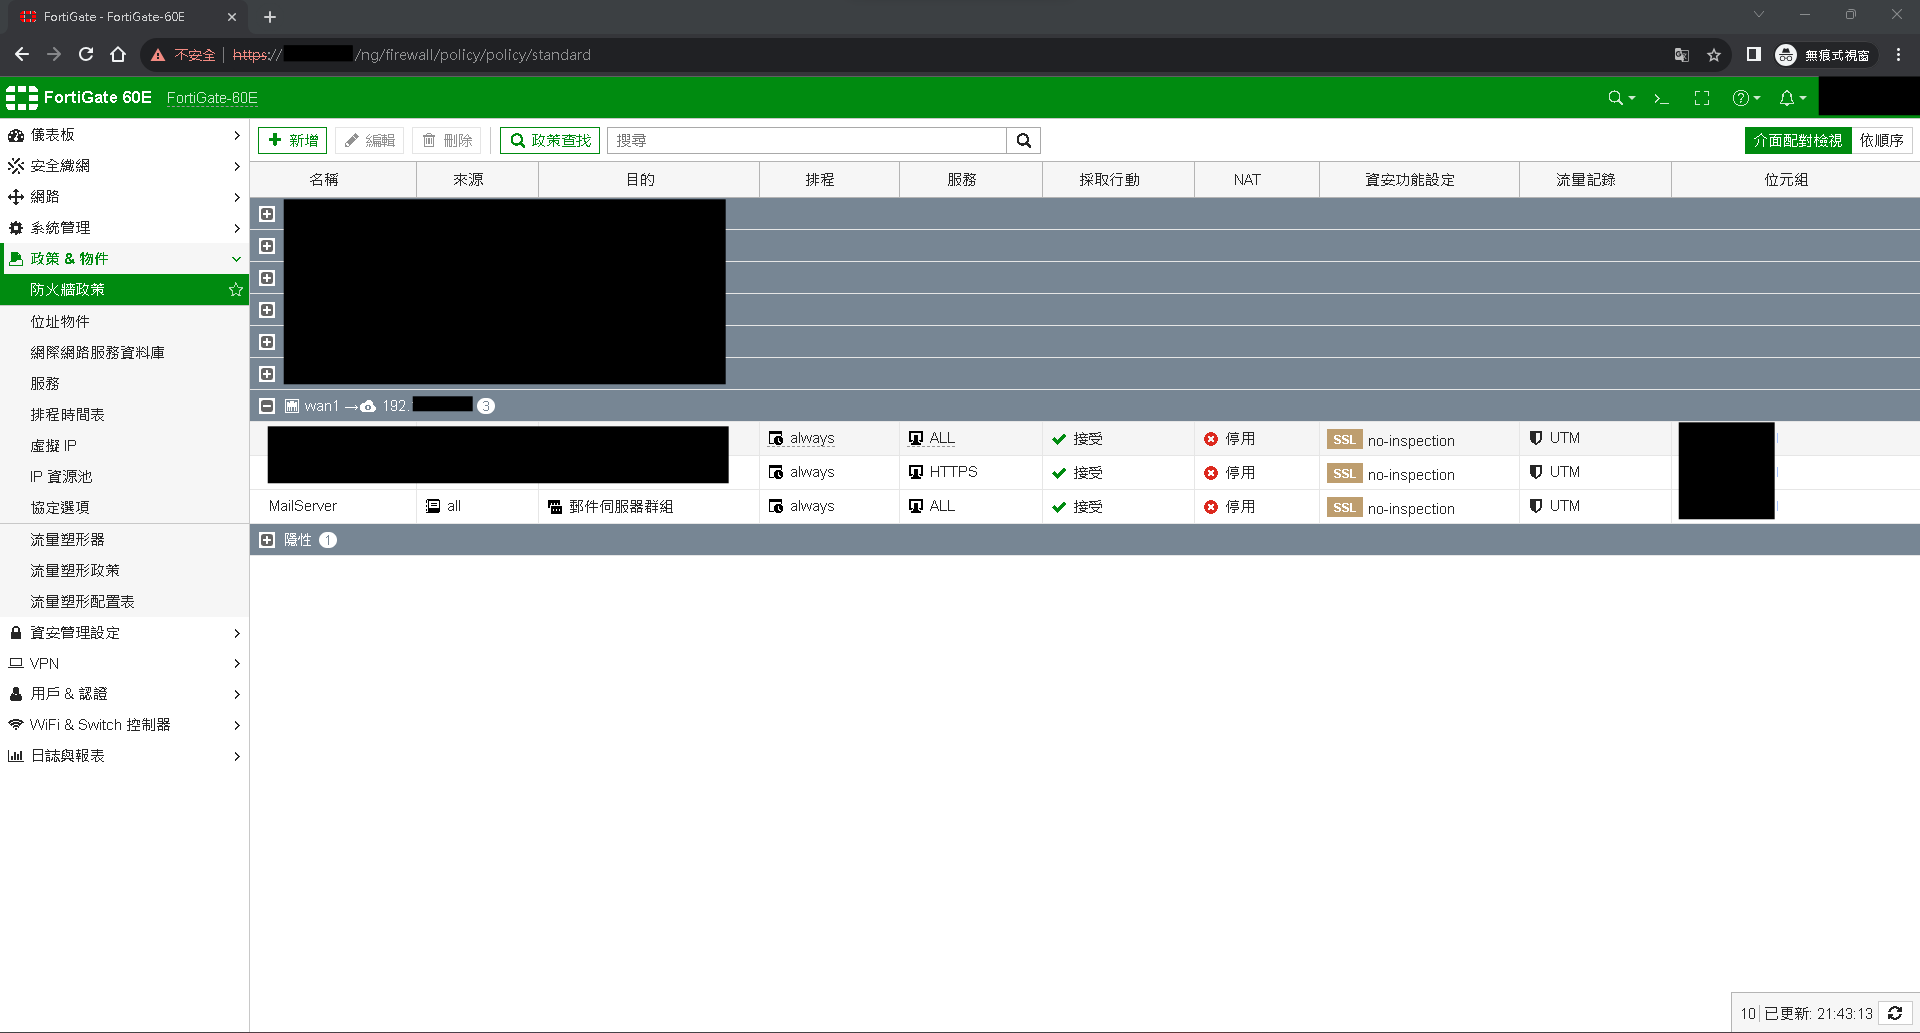 FortiGate - FortiGate-60E
不安全 https:// /ng/firewall/policy/policy/standard 無痕式視窗
FortiGate 60E FortiGate-60E
儀表板
安全織網
網路
系統管理
政策 & 物件
防火牆政策
位址物件
網際網路服務資料庫
服務
排程時間表
虛擬 IP
IP 資源池
協定選項
流量塑形器
流量塑形政策
流量塑形配置表
資安管理設定
VPN
用戶 & 認證
WiFi & Switch 控制器
日誌與報表
新增 編輯 刪除 政策查找 搜尋 介面配對檢視 依順序
名稱 來源 目的 排程 服務 採取行動 NAT 資安功能設定 流量記錄 位元組
wan1 → 192. 3
always ALL 接受 停用 SSL no-inspection UTM
always HTTPS 接受 停用 SSL no-inspection UTM
MailServer all 郵件伺服器群組 always ALL 接受 停用 SSL no-inspection UTM
隱性 1
10 已更新: 21:43:13